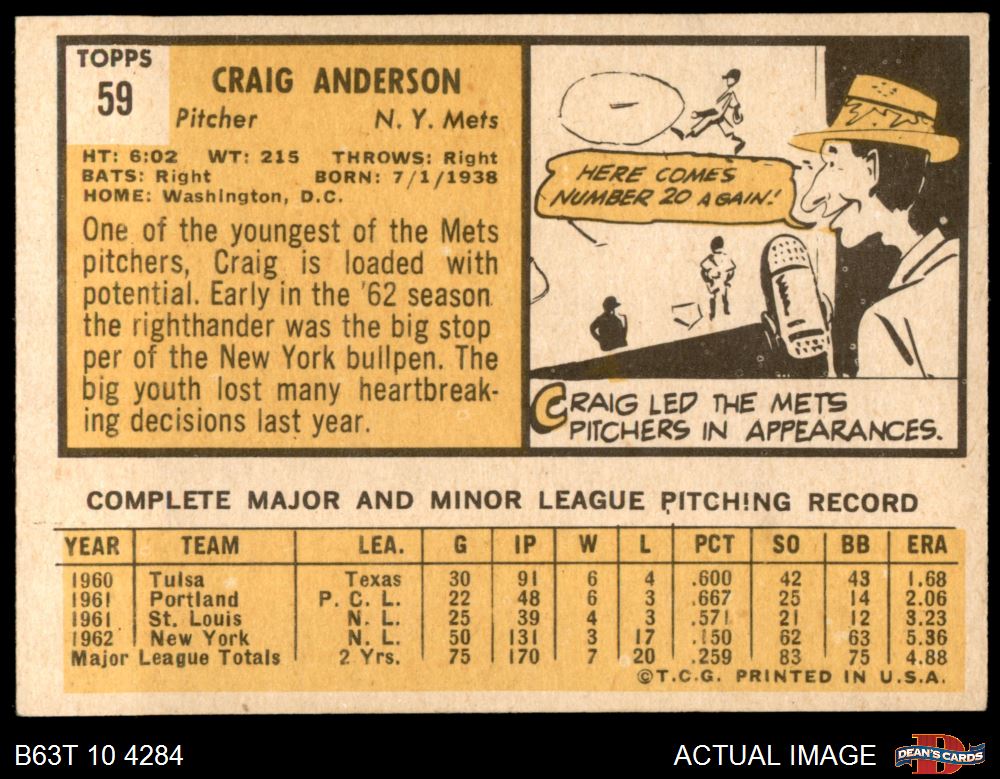 TOPPS
59
CRAIG ANDERSON
Pitcher N. Y. Mets
HT: 6:02 WT: 215 THROWS: Right
BATS: Right BORN: 7/1/1938
HOME: Washington, D.C.
One of the youngest of the Mets
pitchers, Craig is loaded with
potential. Early in the '62 season
the righthander was the big stop
per of the New York bullpen. The
big youth lost many heartbreak-
ing decisions last year.
HERE COMES
NUMBER 20 AGAIN!
CRAIG LED THE METS
PITCHERS IN APPEARANCES.
COMPLETE MAJOR AND MINOR LEAGUE PITCHING RECORD
YEAR TEAM LEA. G IP W L PCT SO BB ERA
1960 Tulsa Texas 30 91 6 4 .600 42 43 1.68
1961 Portland P. C. L. 22 48 6 3 .667 25 14 2.06
1961 St. Louis N. L. 25 39 4 3 .571 21 12 3.23
1962 New York N. L. 50 131 3 17 .150 62 63 5.36
Major League Totals 2 Yrs. 75 170 7 20 .259 83 75 4.88
©T.C.G. PRINTED IN U.S.A.
B63T 10 4284 ACTUAL IMAGE DEAN'S CARDS